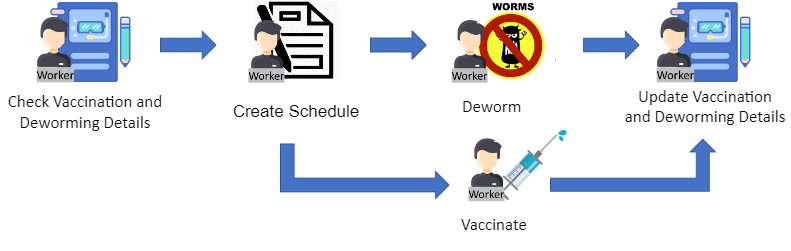 WORMS
Worker
Worker
Worker
Worker
Check Vaccination and
Deworming Details
Create Schedule
Deworm
Update Vaccination
and Deworming Details
Worker
Vaccinate